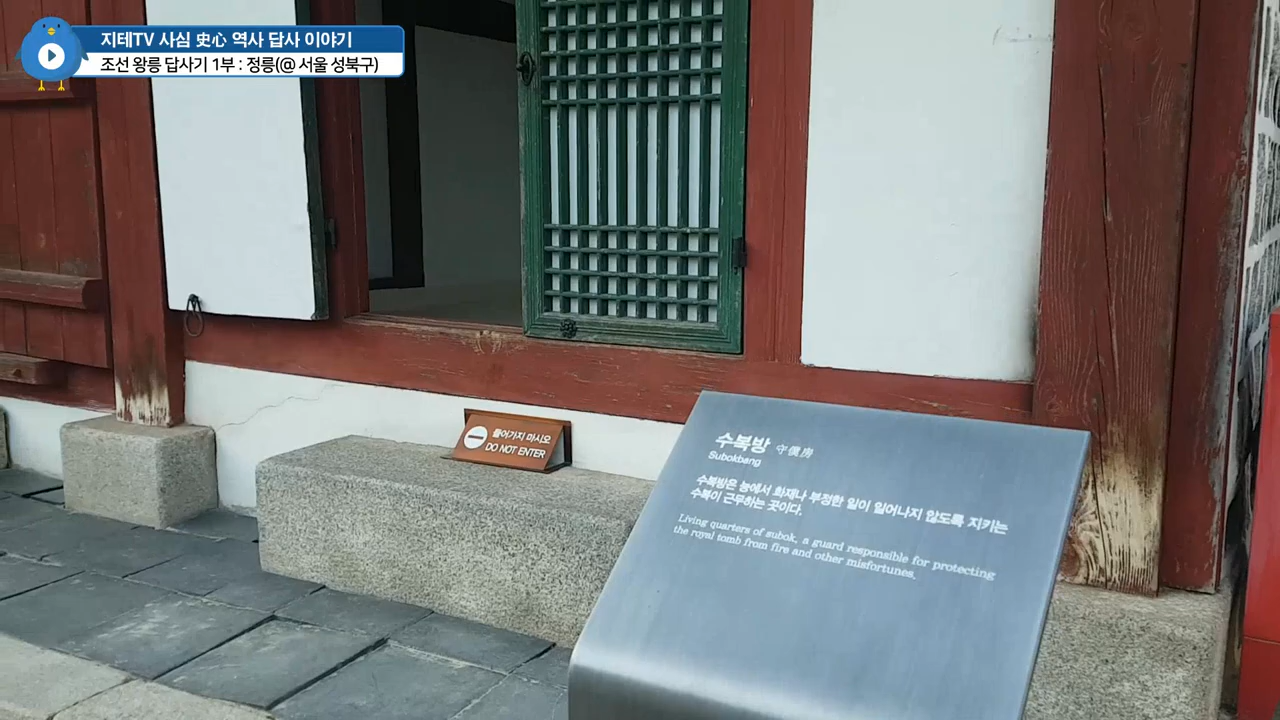 지테TV 사심 史心 역사 답사 이야기
조선 왕릉 답사기 1부 : 정릉(@ 서울 성북구)
들어가지 마시오
DO NOT ENTER
수복방 守僕房
Subokbang
수복방은 능에서 화재나 부정한 일이 일어나지 않도록 지키는
수복이 근무하는 곳이다.
Living quarters of subok, a guard responsible for protecting
the royal tomb from fire and other misfortunes.